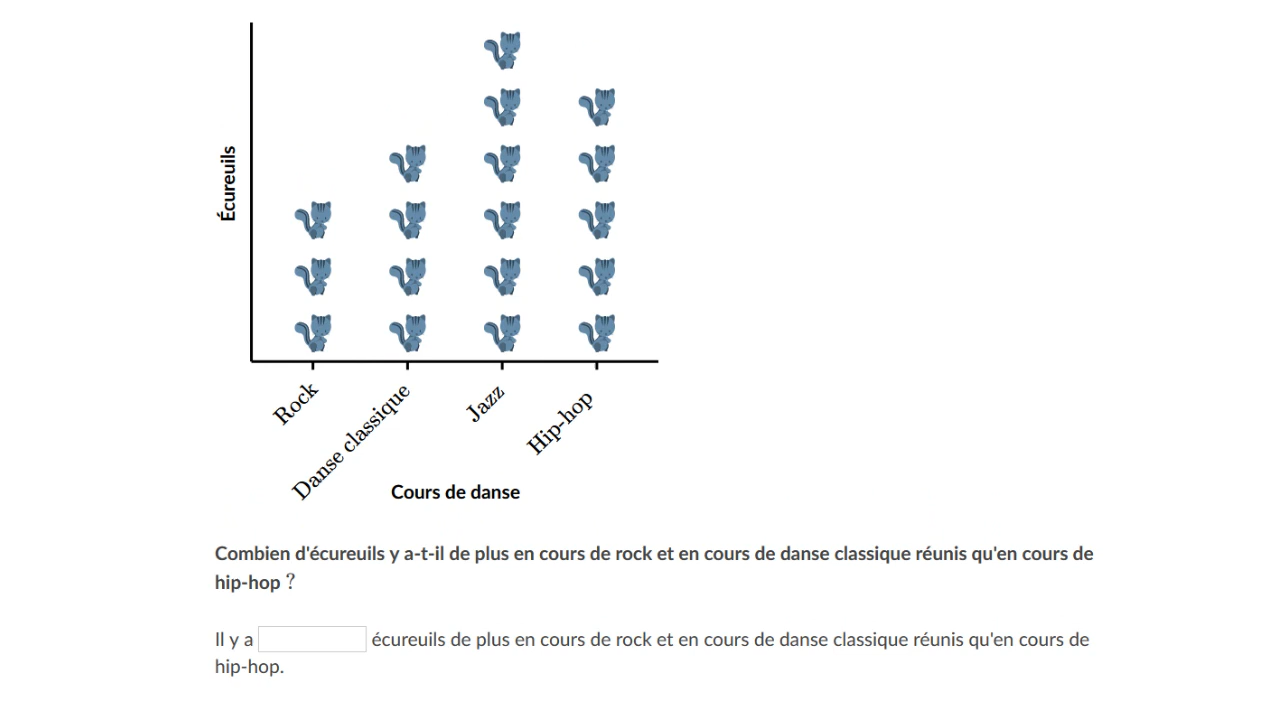 Écureuils
Rock
Danse classique
Jazz
Hip-hop
Cours de danse
Combien d'écureuils y a-t-il de plus en cours de rock et en cours de danse classique réunis qu'en cours de
hip-hop ?
Il y a
écureuils de plus en cours de rock et en cours de danse classique réunis qu'en cours de
hip-hop.